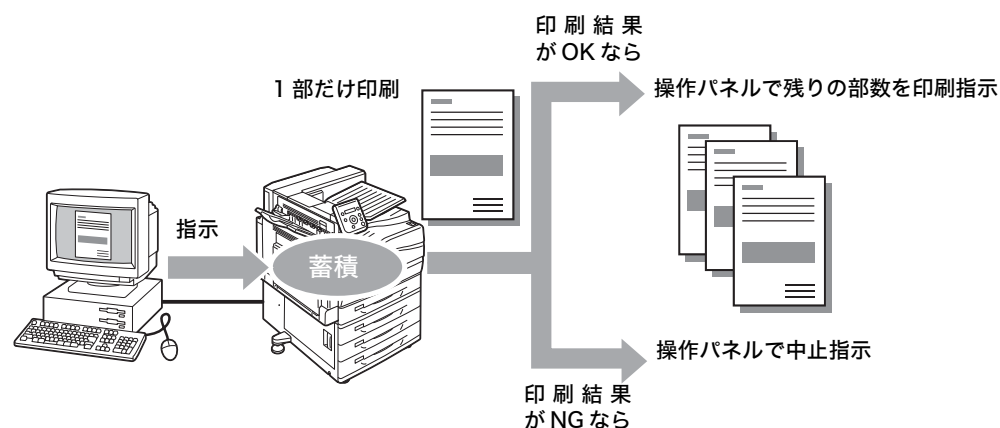 印刷結果
がOKなら
1部だけ印刷
操作パネルで残りの部数を印刷指示
指示
蓄積
操作パネルで中止指示
印刷結果
がNGなら